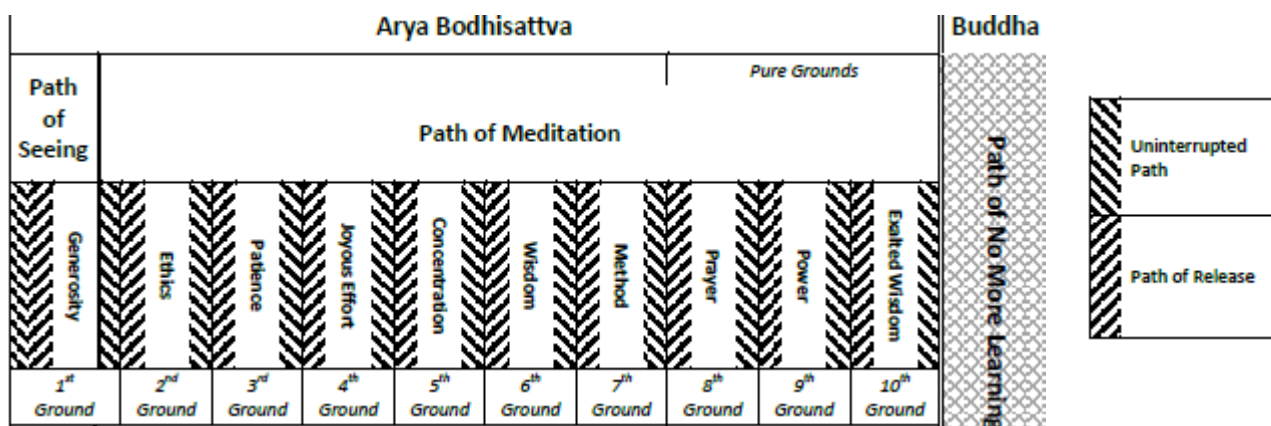 Arya Bodhisattva
Buddha
Path
of
Seeing
Pure Grounds
Path of Meditation
Path of No More Learning
Generosity
Ethics
Patience
Joyous Effort
Concentration
Wisdom
Method
Prayer
Power
Exalted Wisdom
1st
Ground
2nd
Ground
3rd
Ground
4th
Ground
5th
Ground
6th
Ground
7th
Ground
8th
Ground
9th
Ground
10th
Ground
Uninterrupted
Path
Path of Release